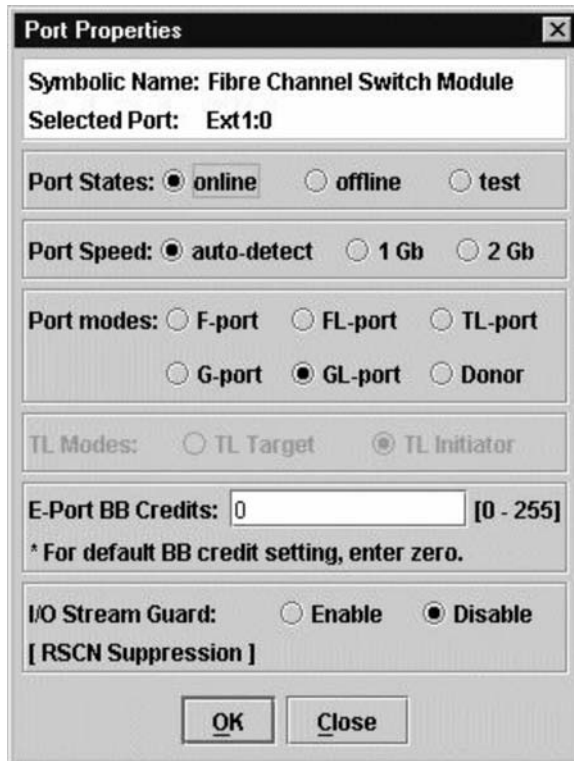 Port Properties
Symbolic Name: Fibre Channel Switch Module
Selected Port: Ext1:0
Port States: online offline test
Port Speed: auto-detect 1 Gb 2 Gb
Port modes: F-port FL-port TL-port
G-port GL-port Donor
TL Modes: TL Target TL Initiator
E-Port BB Credits: 0 [0 - 255]
* For default BB credit setting, enter zero.
I/O Stream Guard: Enable Disable
[ RSCN Suppression ]
OK Close